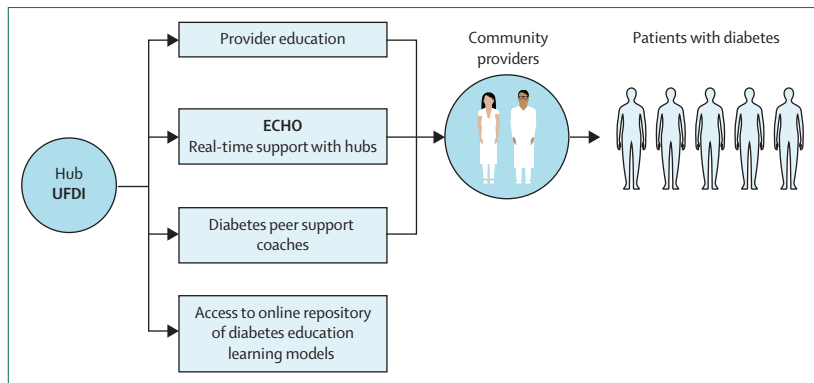 Provider education
Community
providers
Patients with diabetes
ECHO
Real-time support with hubs
Hub
UFDI
Diabetes peer support
coaches
Access to online repository
of diabetes education
learning models